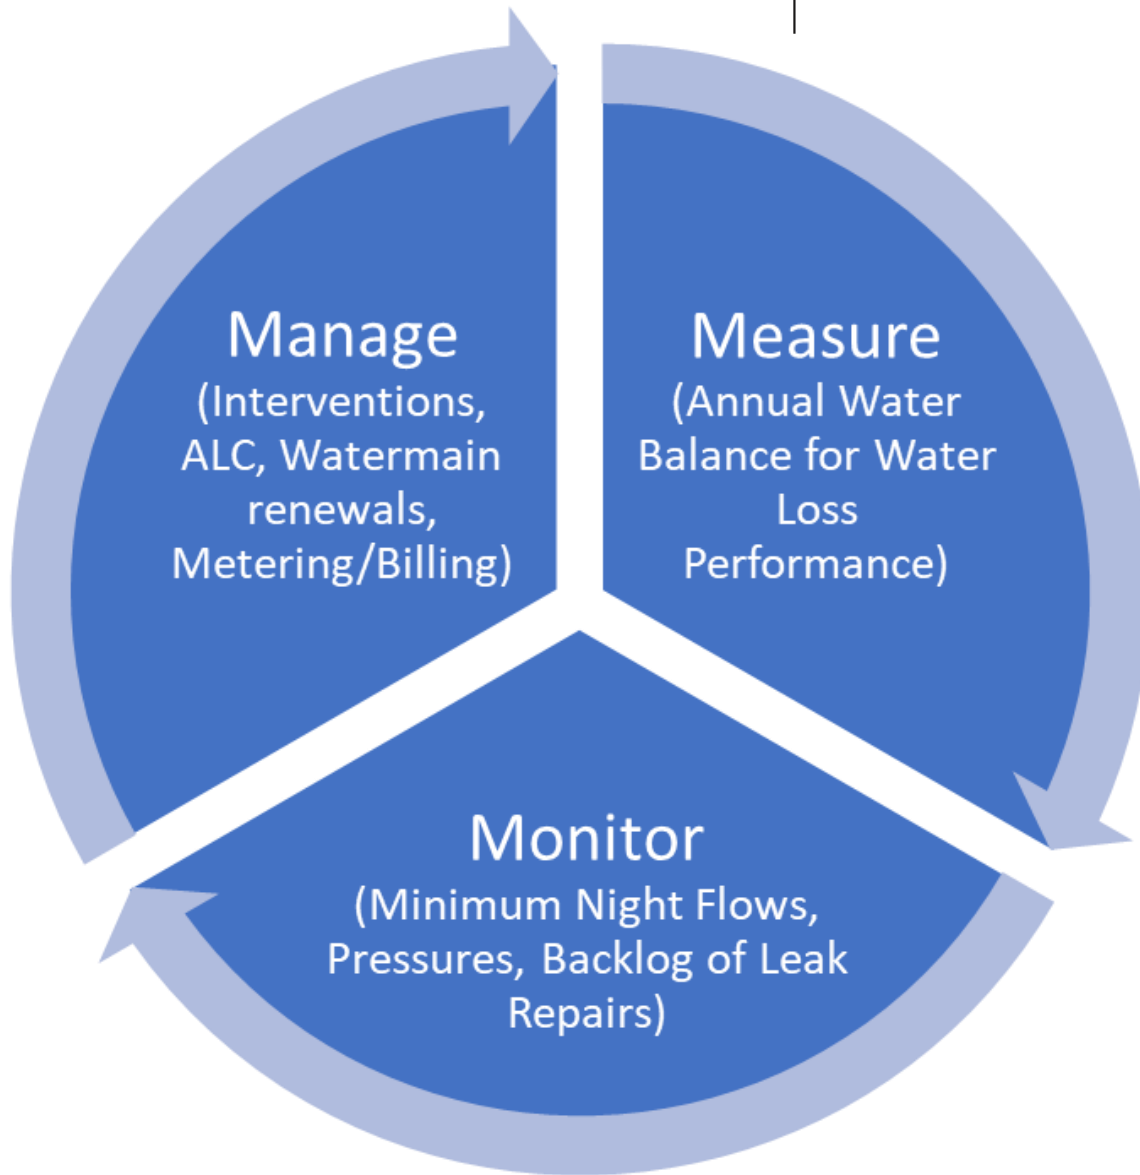 Manage
(Interventions,
ALC, Watermain
renewals,
Metering/Billing)
Measure
(Annual Water
Balance for Water
Loss
Performance)
Monitor
(Minimum Night Flows,
Pressures, Backlog of Leak
Repairs)